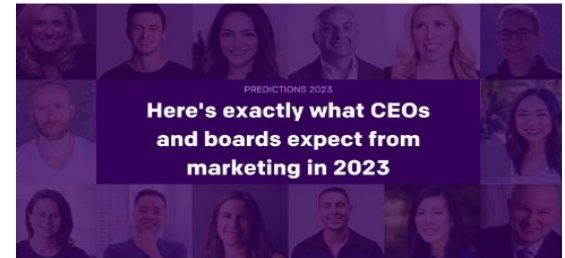 PREDICTIONS 2023
Here's exactly what CEOs
and boards expect from
marketing in 2023